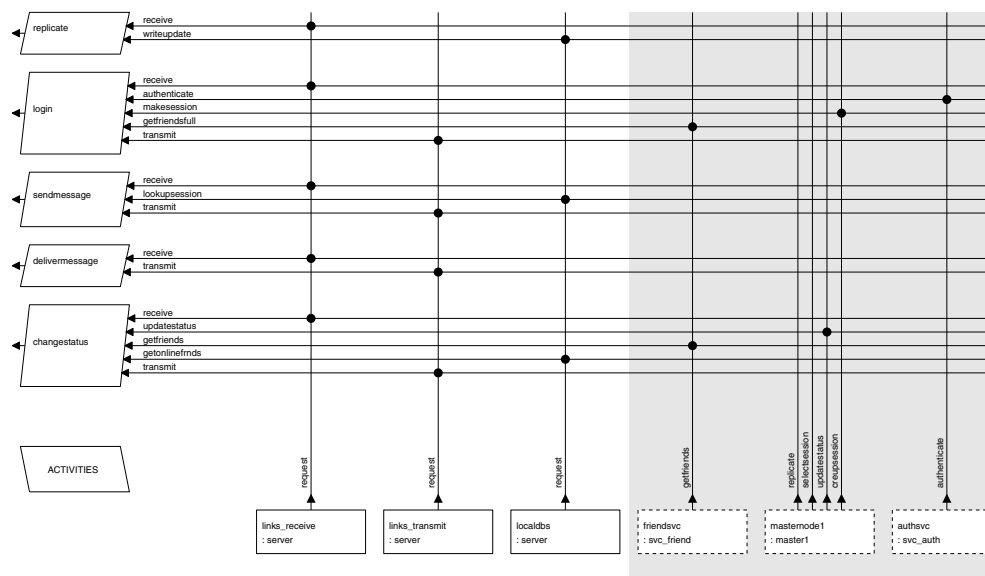 receive
replicate
writeupdate
receive
authenticate
login
makesession
getfriendsfull
transmit
receive
sendmessage
lookupsession
transmit
receive
delivermessage
transmit
receive
updatestatus
changestatus
getfriends
getonlinefrnds
transmit
ACTIVITIES
request
request
request
getfriends
replicate
selectsession
updatestatus
creupsession
authenticate
links_receive
: server
links_transmit
: server
localdbs
: server
friendsvc
: svc_friend
masternode1
: master1
authsvc
: svc_auth